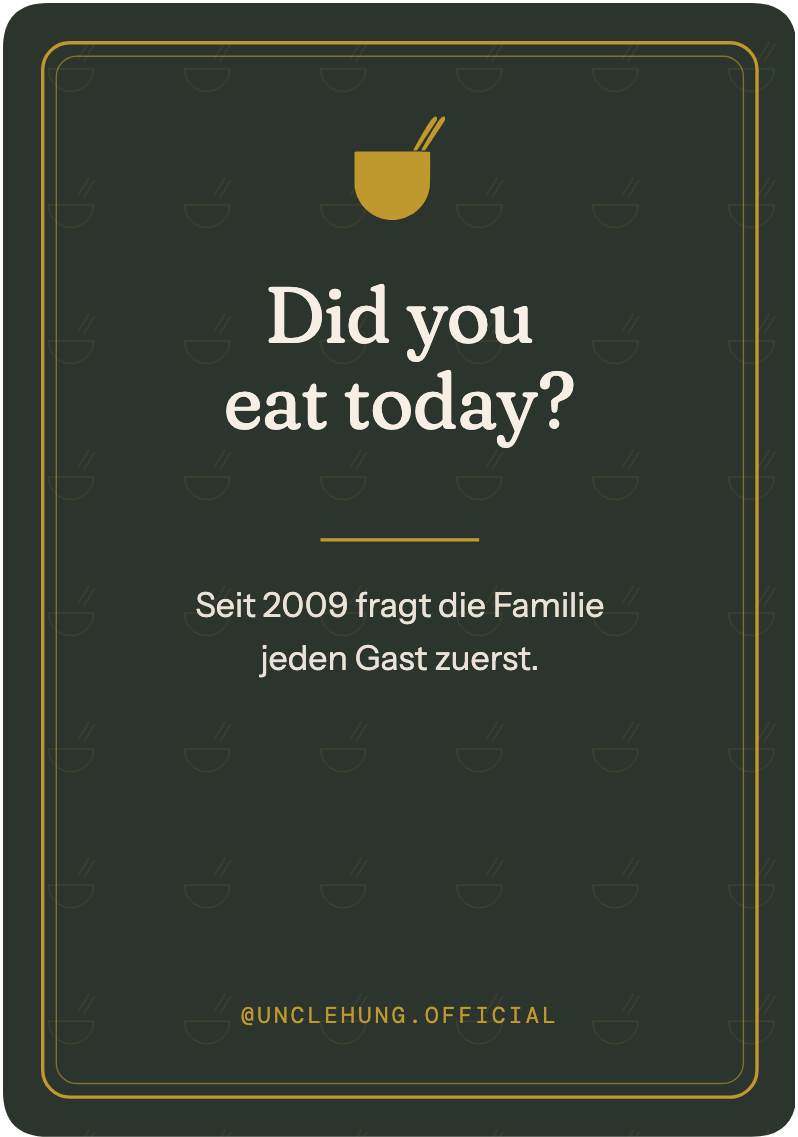 Did you
eat today?
Seit 2009 fragt die Familie
jeden Gast zuerst.
@UNCLEHUNG.OFFICIAL